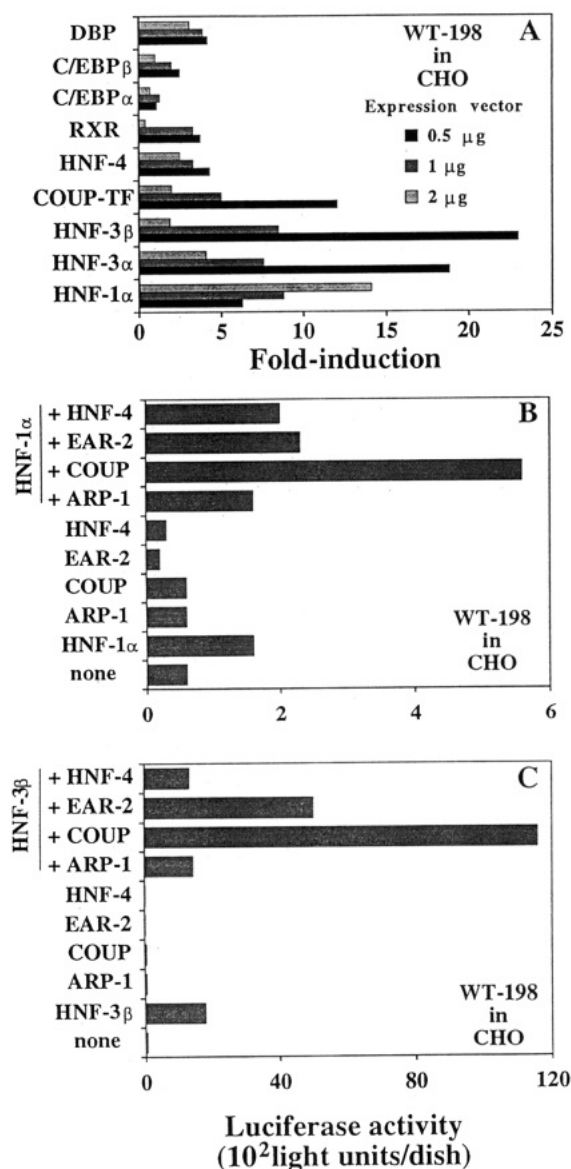 A
WT-198
in
CHO
Expression vector
0.5 μg
1 μg
2 μg
DBP
C/EBPβ
C/EBPα
RXR
HNF-4
COUP-TF
HNF-3β
HNF-3α
HNF-1α
0 5 10 15 20 25
Fold-induction
B
HNF-1α
+ HNF-4
+ EAR-2
+ COUP
+ ARP-1
HNF-4
EAR-2
COUP
ARP-1
HNF-1α
none
WT-198
in
CHO
0 2 4 6
C
HNF-3β
+ HNF-4
+ EAR-2
+ COUP
+ ARP-1
HNF-4
EAR-2
COUP
ARP-1
HNF-3β
none
WT-198
in
CHO
0 40 80 120
Luciferase activity
(10²light units/dish)